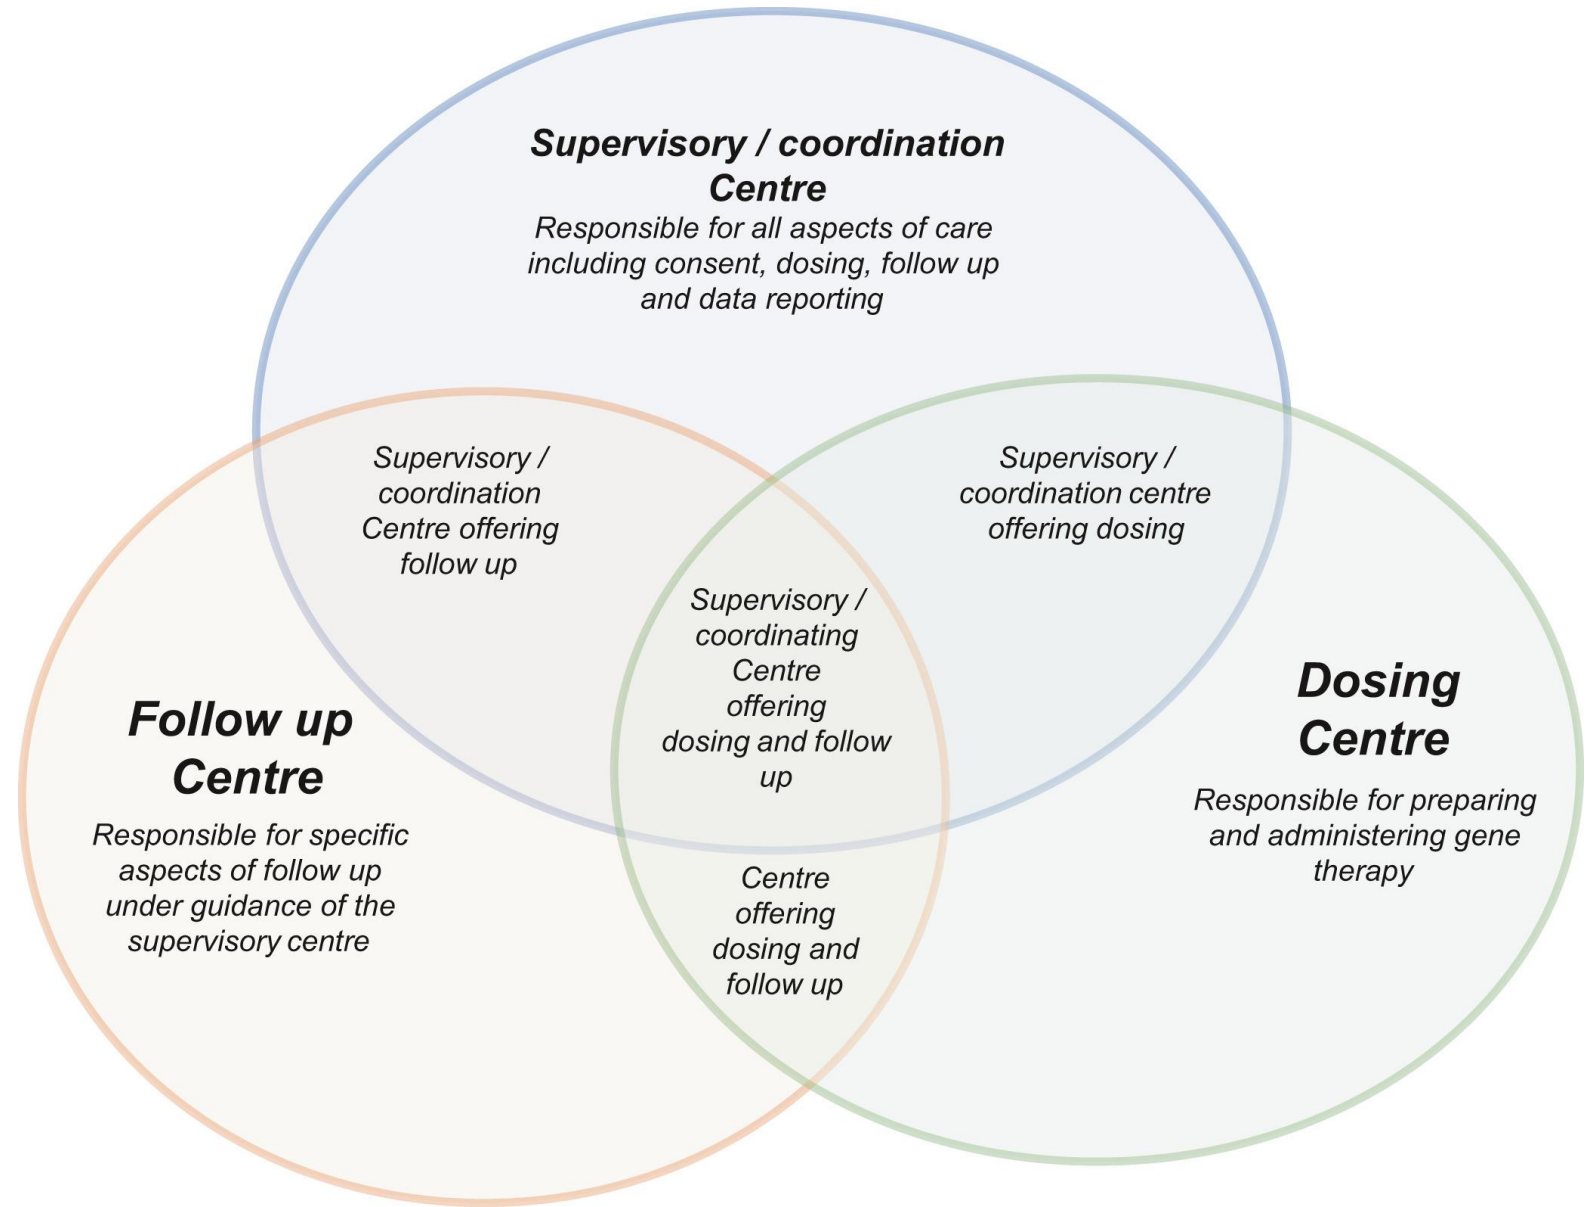 Supervisory / coordination
Centre
Responsible for all aspects of care
including consent, dosing, follow up
and data reporting
Supervisory /
coordination
Centre offering
follow up
Supervisory /
coordination centre
offering dosing
Supervisory /
coordinating
Centre
offering
dosing and follow
up
Follow up
Centre
Responsible for specific
aspects of follow up
under guidance of the
supervisory centre
Dosing
Centre
Responsible for preparing
and administering gene
therapy
Centre
offering
dosing and
follow up